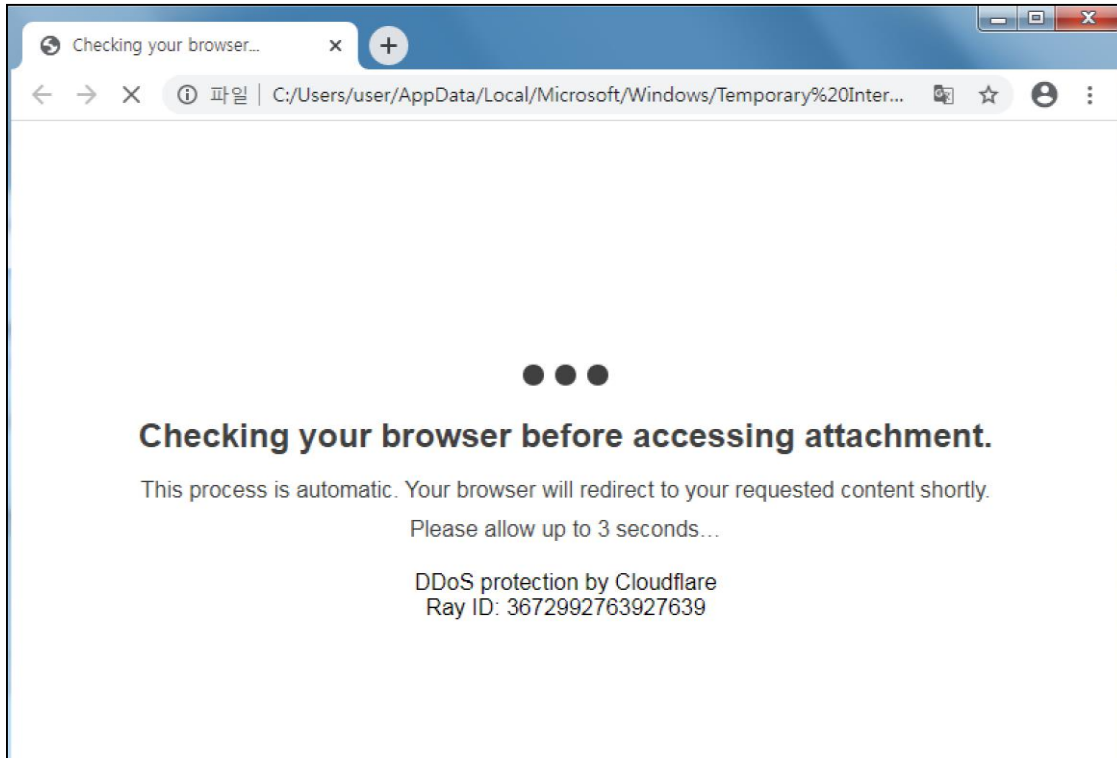 Checking your browser...
파일 C:/Users/user/AppData/Local/Microsoft/Windows/Temporary%20Inter...
Checking your browser before accessing attachment.
This process is automatic. Your browser will redirect to your requested content shortly.
Please allow up to 3 seconds…
DDoS protection by Cloudflare
Ray ID: 3672992763927639